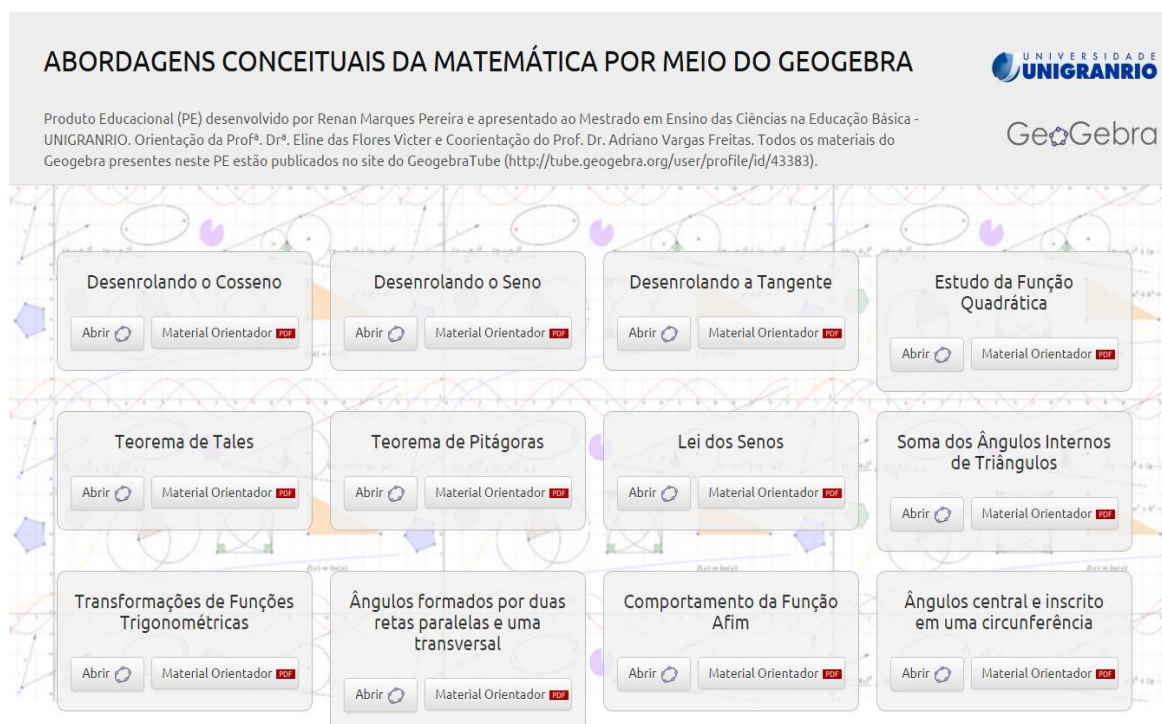 ABORDAGENS CONCEITUAIS DA MATEMÁTICA POR MEIO DO GEOGEBRA
UNIVERSIDADE
UNIGRANRIO
Produto Educacional (PE) desenvolvido por Renan Marques Pereira e apresentado ao Mestrado em Ensino das Ciências na Educação Básica -
UNIGRANRIO. Orientação da Profª. Drª. Eline das Flores Victer e Coorientação do Prof. Dr. Adriano Vargas Freitas. Todos os materiais do
Geogebra presentes neste PE estão publicados no site do GeogebraTube (http://tube.geogebra.org/user/profile/id/43383).
GeoGebra
Desenrolando o Cosseno
Abrir Material Orientador PDF
Desenrolando o Seno
Abrir Material Orientador PDF
Desenrolando a Tangente
Abrir Material Orientador PDF
Estudo da Função
Quadrática
Abrir Material Orientador PDF
Teorema de Tales
Abrir Material Orientador PDF
Teorema de Pitágoras
Abrir Material Orientador PDF
Lei dos Senos
Abrir Material Orientador PDF
Soma dos Ângulos Internos
de Triângulos
Abrir Material Orientador PDF
Transformações de Funções
Trigonométricas
Abrir Material Orientador PDF
Ângulos formados por duas
retas paralelas e uma
transversal
Abrir Material Orientador PDF
Comportamento da Função
Afim
Abrir Material Orientador PDF
Ângulos central e inscrito
em uma circunferência
Abrir Material Orientador PDF